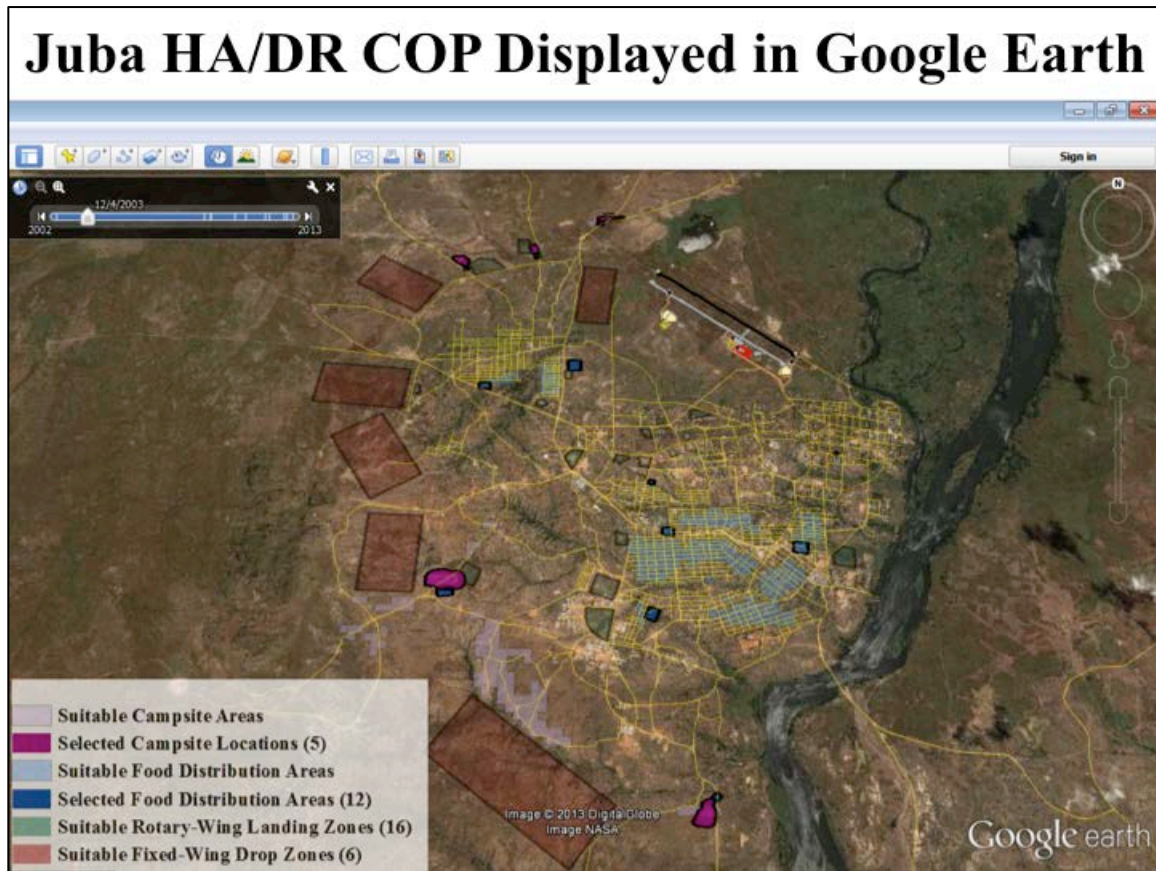 Juba HA/DR COP Displayed in Google Earth
Sign in
12/4/2003
2002 2013
N
Suitable Campsite Areas
Selected Campsite Locations (5)
Suitable Food Distribution Areas
Selected Food Distribution Areas (12)
Suitable Rotary-Wing Landing Zones (16)
Suitable Fixed-Wing Drop Zones (6)
Image © 2013 DigitalGlobe
Image NASA
Google earth